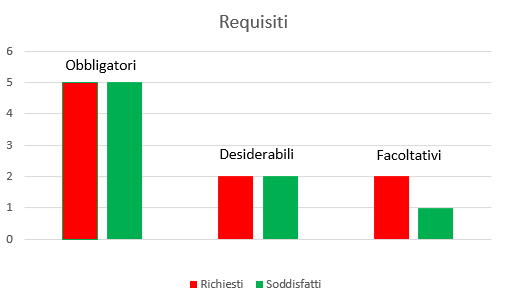 Requisiti
6
5
4
3
2
1
0
Obbligatori
Desiderabili
Facoltativi
Richiesti
Soddisfatti